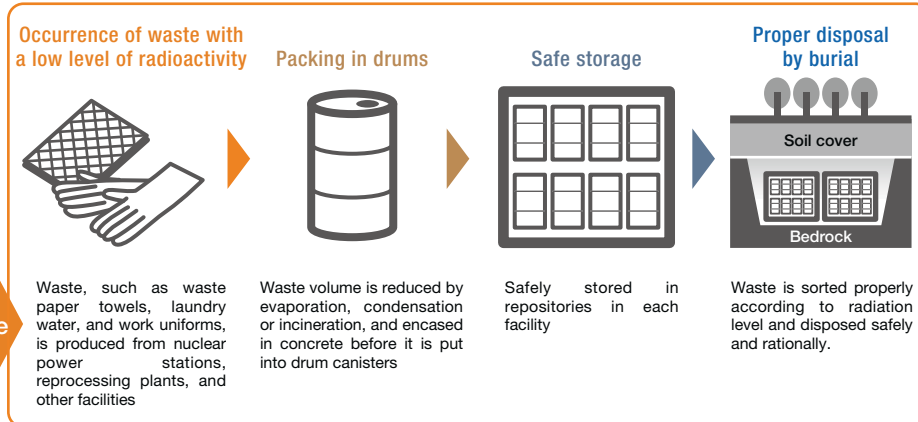 Occurrence of waste with
a low level of radioactivity
Packing in drums
Safe storage
Proper disposal
by burial
Soil cover
Bedrock
Waste, such as waste
paper towels, laundry
water, and work uniforms,
is produced from nuclear
power stations,
reprocessing plants, and
other facilities
Waste volume is reduced by
evaporation, condensation
or incineration, and encased
in concrete before it is put
into drum canisters
Safely stored in
repositories in each
facility
Waste is sorted properly
according to radiation
level and disposed safely
and rationally.